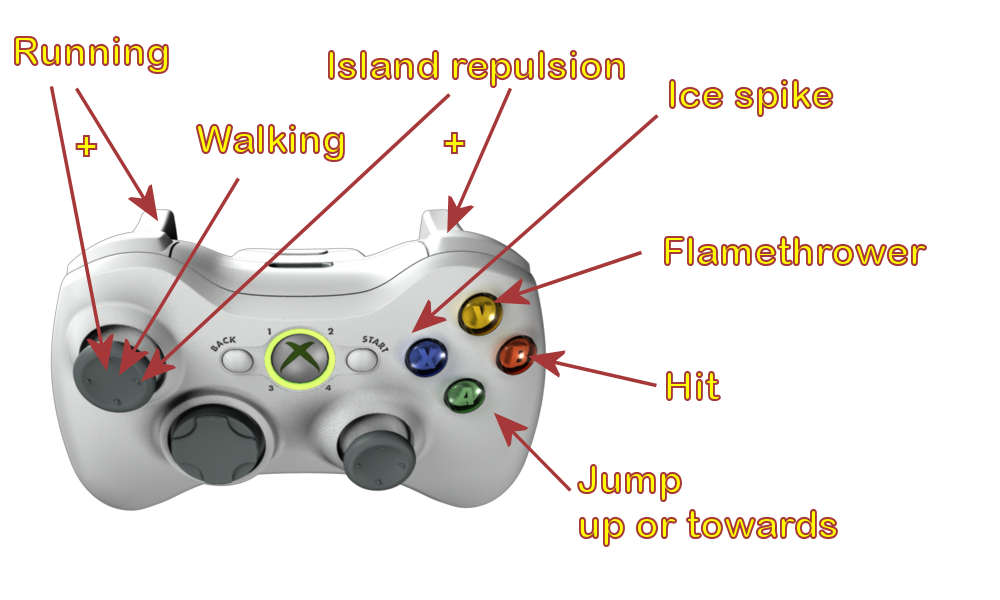 Running
Island repulsion
Ice spike
+
Walking
+
Flamethrower
1
2
BACK
START
Y
X
B
A
3
4
Hit
Jump
up or towards